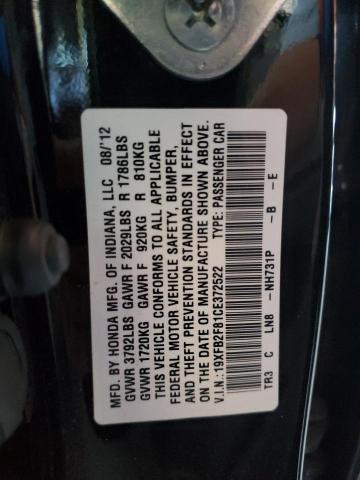 MFD. BY HONDA MFG. OF INDIANA, LLC 08/'12
GVWR 3792LBS GAWR F 2029LBS R 1786LBS
GVWR 1720KG GAWR F 920KG R 810KG
THIS VEHICLE CONFORMS TO ALL APPLICABLE
FEDERAL MOTOR VEHICLE SAFETY, BUMPER,
AND THEFT PREVENTION STANDARDS IN EFFECT
ON THE DATE OF MANUFACTURE SHOWN ABOVE.
V.I.N.: 19XFB2F81CE372522 TYPE: PASSENGER CAR
TR3 C LN8 -NH731P -B -E